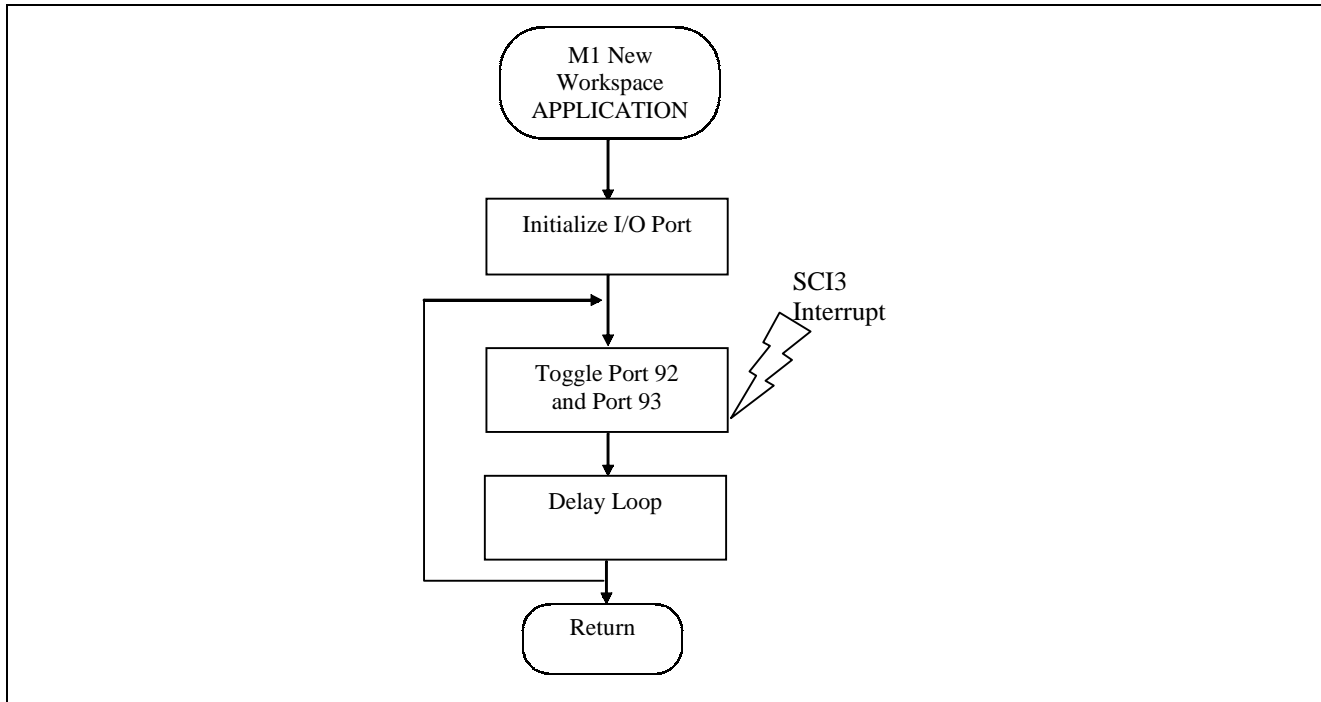 M1 New
Workspace
APPLICATION
Initialize I/O Port
SCI3
Interrupt
Toggle Port 92
and Port 93
Delay Loop
Return